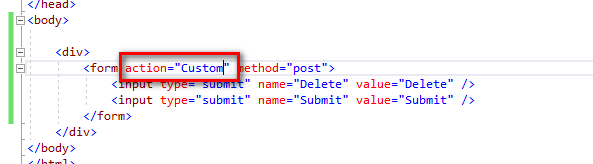 </head>
<body>
<div>
<form action="Custom" method="post">
<input type="submit" name="Delete" value="Delete" />
<input type="submit" name="Submit" value="Submit" />
</form>
</div>
</body>
</html>